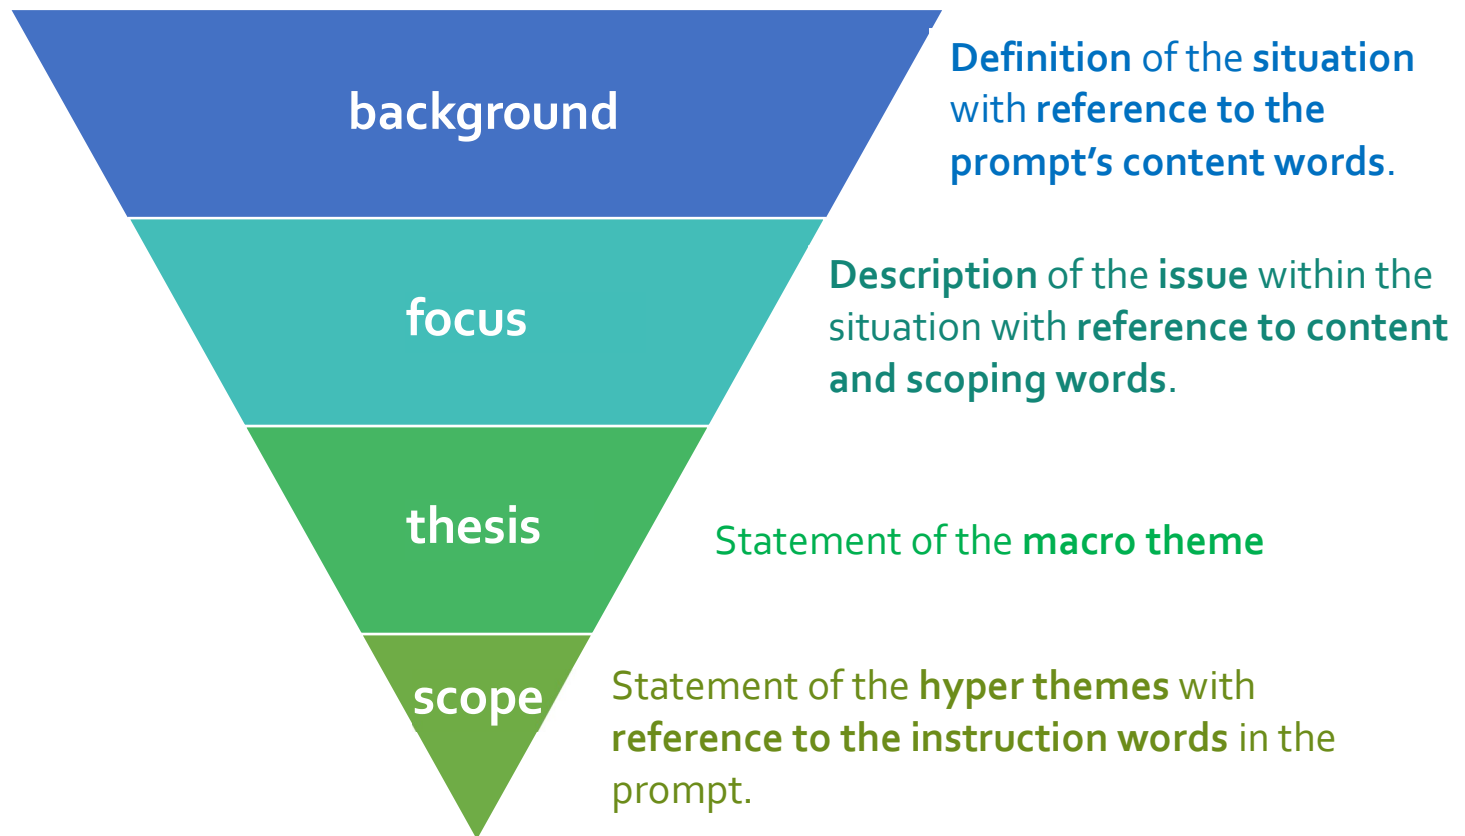 background
Definition of the situation
with reference to the
prompt’s content words.
focus
Description of the issue within the
situation with reference to content
and scoping words.
thesis
Statement of the macro theme
scope
Statement of the hyper themes with
reference to the instruction words in the
prompt.